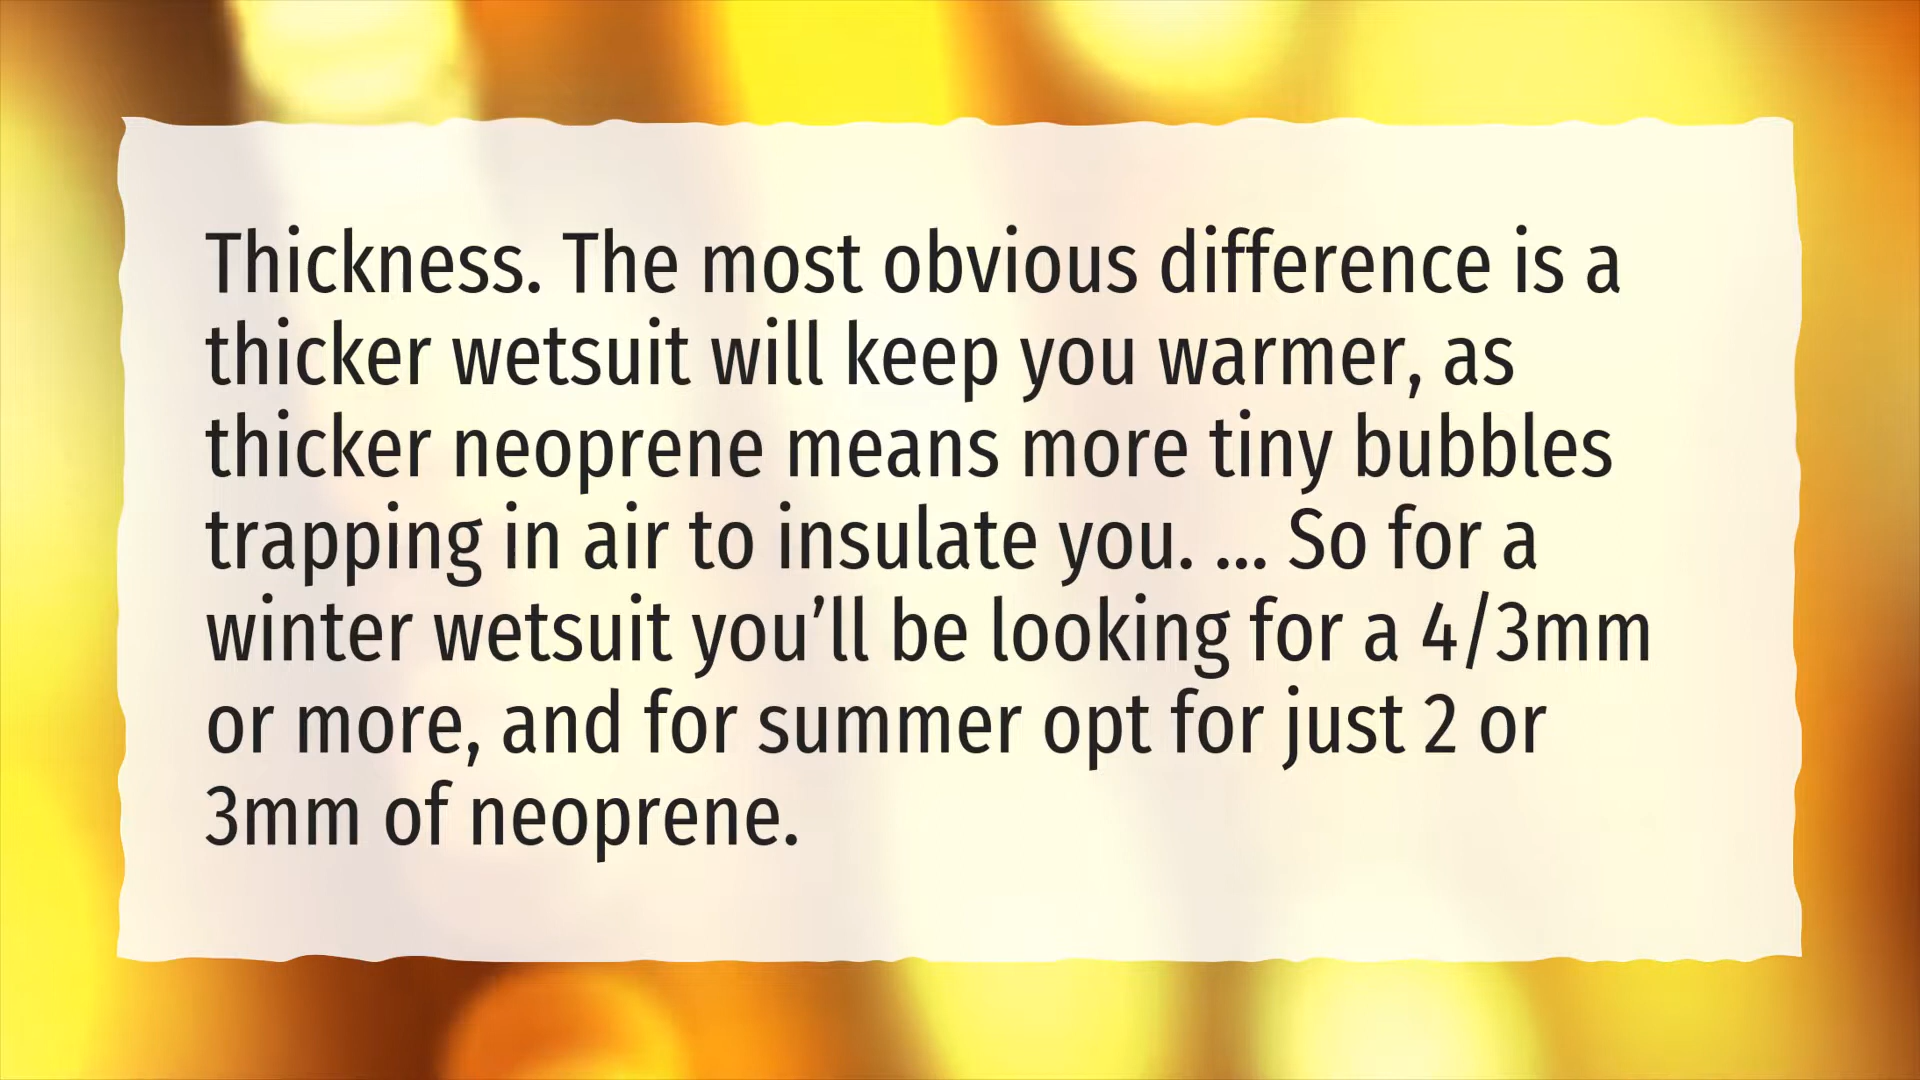 Thickness. The most obvious difference is a
thicker wetsuit will keep you warmer, as
thicker neoprene means more tiny bubbles
trapping in air to insulate you. ... So for a
winter wetsuit you’ll be looking for a 4/3mm
or more, and for summer opt for just 2 or
3mm of neoprene.